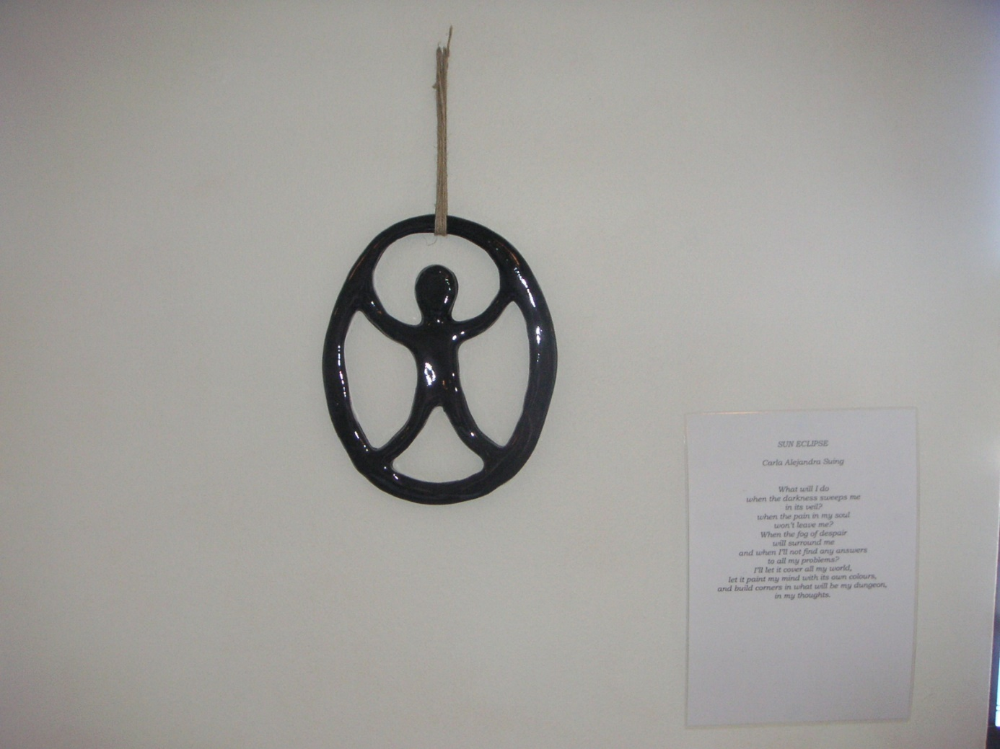 SUN ECLIPSE
Carla Alejandra Suing
What will I do
when the darkness sweeps me
in its veil?
when the pain in my soul
won't leave me?
When the fog of despair
will surround me
and when I'll not find any answers
to all my problems?
I'll let it cover all my world,
let it paint my mind with its own colours,
and build corners in what will be my dungeon,
in my thoughts.